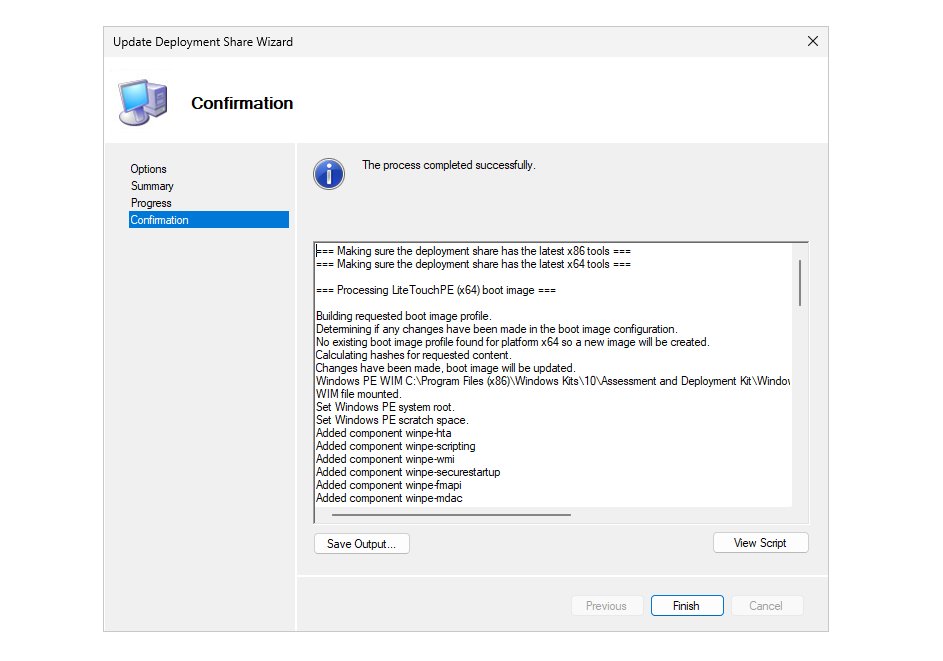 Update Deployment Share Wizard
Confirmation
Options
Summary
Progress
Confirmation
The process completed successfully.
=== Making sure the deployment share has the latest x86 tools ===
=== Making sure the deployment share has the latest x64 tools ===
=== Processing LiteTouchPE (x64) boot image ===
Building requested boot image profile.
Determining if any changes have been made in the boot image configuration.
No existing boot image profile found for platform x64 so a new image will be created.
Calculating hashes for requested content.
Changes have been made, boot image will be updated.
Windows PE WIM C:\Program Files (x86)\Windows Kits\10\Assessment and Deployment Kit\Window
WIM file mounted.
Set Windows PE system root.
Set Windows PE scratch space.
Added component winpe-hta
Added component winpe-scripting
Added component winpe-wmi
Added component winpe-securestartup
Added component winpe-fmapi
Added component winpe-mdac
Save Output...
View Script
Previous
Finish
Cancel